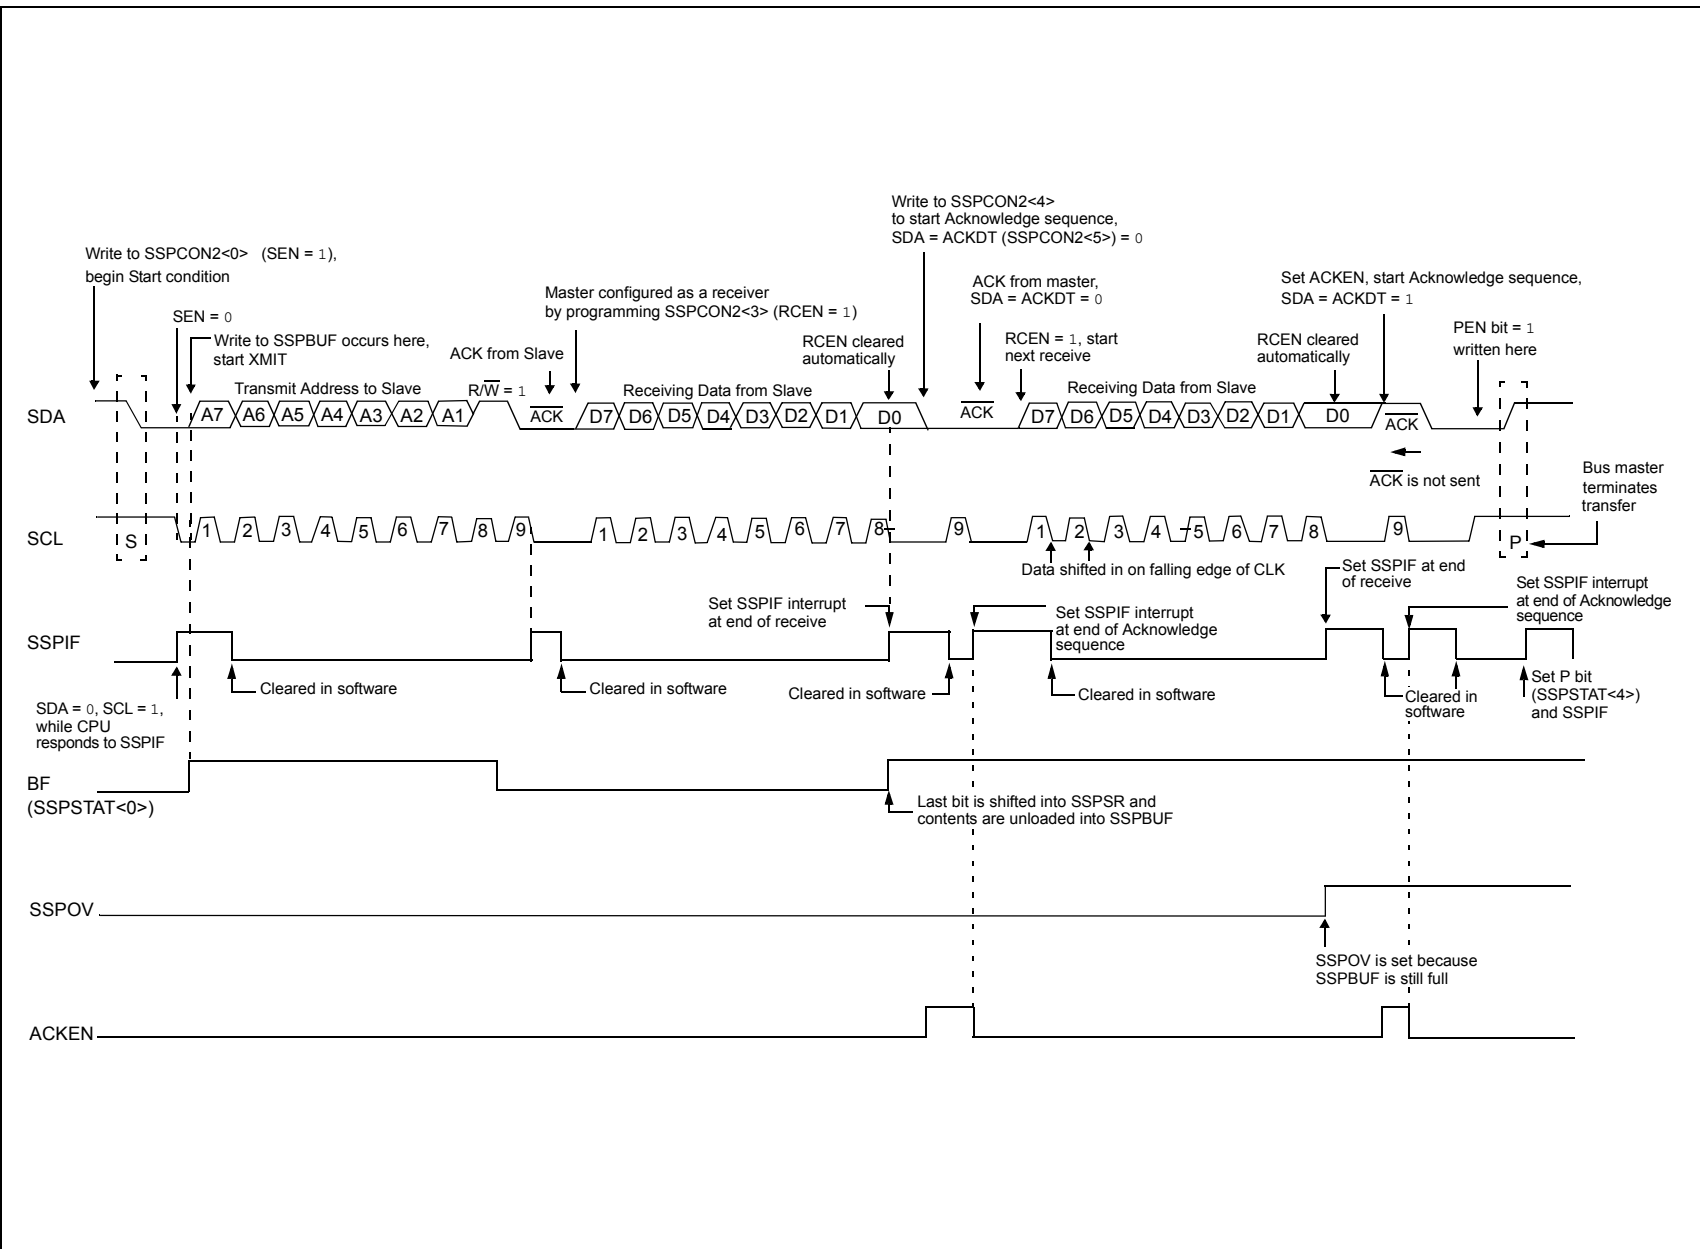 Write to SSPCON2<4>
to start Acknowledge sequence,
SDA = ACKDT (SSPCON2<5>) = 0
Write to SSPCON2<0> (SEN = 1),
begin Start condition
ACK from master,
SDA = ACKDT = 0
Set ACKEN, start Acknowledge sequence,
SDA = ACKDT = 1
Master configured as a receiver
by programming SSPCON2<3> (RCEN = 1)
SEN = 0
Write to SSPBUF occurs here,
start XMIT
ACK from Slave
RCEN cleared
automatically
RCEN = 1, start
next receive
RCEN cleared
automatically
PEN bit = 1
written here
Transmit Address to Slave
R/W = 1
Receiving Data from Slave
Receiving Data from Slave
SDA
A7 A6 A5 A4 A3 A2 A1 ACK D7 D6 D5 D4 D3 D2 D1 D0 ACK D7 D6 D5 D4 D3 D2 D1 D0 ACK
ACK is not sent
Bus master
terminates
transfer
SCL
S 1 2 3 4 5 6 7 8 9 1 2 3 4 5 6 7 8 9 1 2 3 4 5 6 7 8 9 P
Data shifted in on falling edge of CLK
Set SSPIF at end
of receive
Set SSPIF interrupt
at end of receive
Set SSPIF interrupt
at end of Acknowledge
sequence
Set SSPIF interrupt
at end of Acknowledge
sequence
SSPIF
Cleared in software
Cleared in software
Cleared in software
Cleared in software
Cleared in
software
Set P bit
(SSPSTAT<4>)
and SSPIF
SDA = 0, SCL = 1,
while CPU
responds to SSPIF
BF
(SSPSTAT<0>)
Last bit is shifted into SSPSR and
contents are unloaded into SSPBUF
SSPOV
SSPOV is set because
SSPBUF is still full
ACKEN